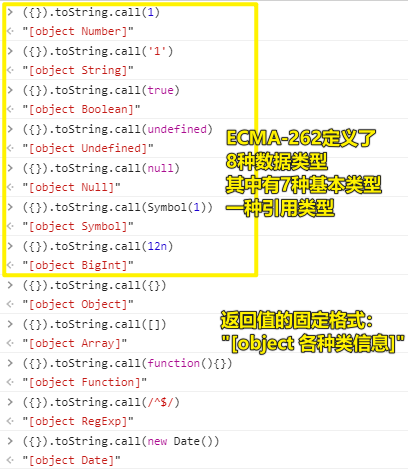 > ({}).toString.call(1)
<· "[object Number]"
> ({}).toString.call('1')
<· "[object String]"
> ({}).toString.call(true)
<· "[object Boolean]"
> ({}).toString.call(undefined)
<· "[object Undefined]"
> ({}).toString.call(null)
<· "[object Null]"
> ({}).toString.call(Symbol(1))
<· "[object Symbol]"
> ({}).toString.call(12n)
<· "[object BigInt]"
> ({}).toString.call({})
<· "[object Object]"
> ({}).toString.call([])
<· "[object Array]"
> ({}).toString.call(function(){})
<· "[object Function]"
> ({}).toString.call(/^$/)
<· "[object RegExp]"
> ({}).toString.call(new Date())
<· "[object Date]"
ECMA-262定义了
8种数据类型
其中有7种基本类型
一种引用类型
返回值的固定格式：
"[object 各种类信息]"